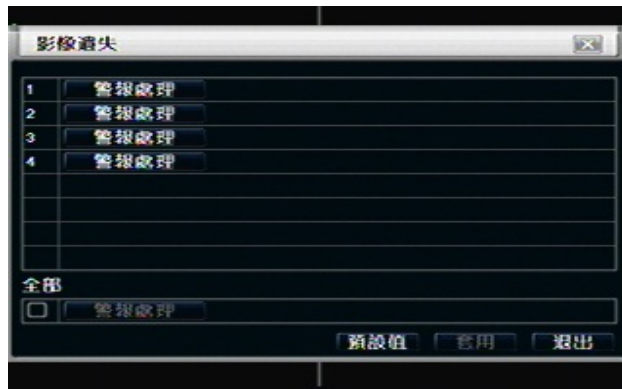 影像遺失
1 警報處理
2 警報處理
3 警報處理
4 警報處理
全部
警報處理
預設值 套用 退出